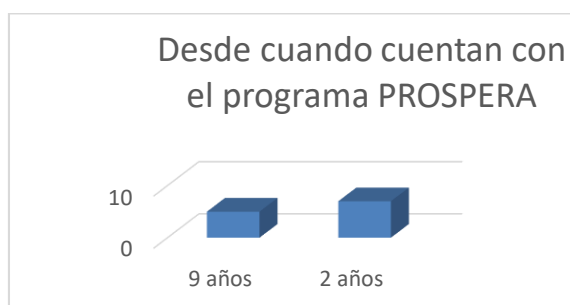 Desde cuando cuentan con
el programa PROSPERA
10
0
9 años 2 años